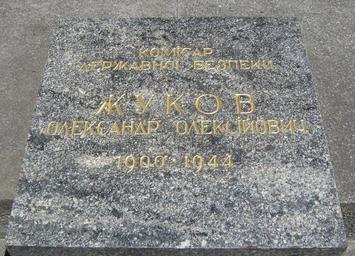 КОМІСАР
ДЕРЖАВНОЇ БЕЗПЕКИ
ЖУКОВ
ОЛЕКСАНДР ОЛЕКСІЙОВИЧ
1900-1944